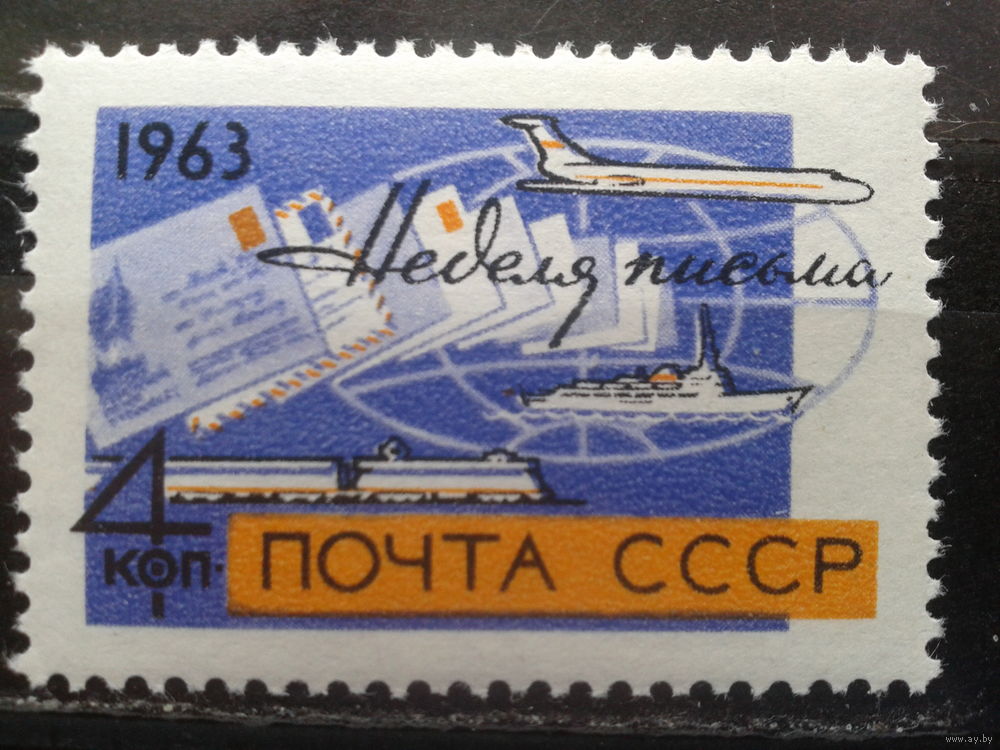 1963
Неделя письма
4
коп.
ПОЧТА СССР
www.ay.by